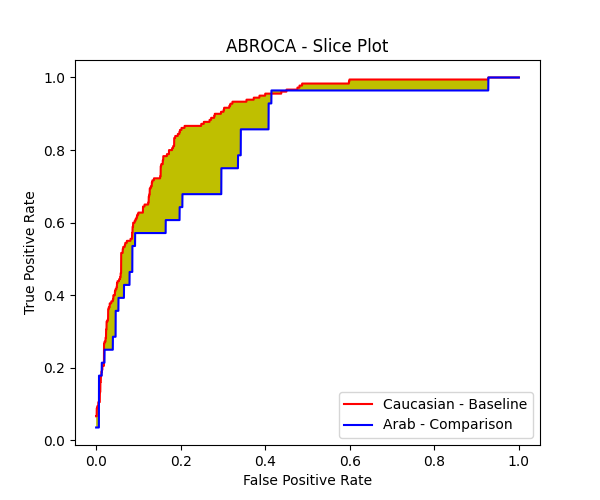 ABROCA - Slice Plot
True Positive Rate
1.0
0.8
0.6
0.4
0.2
0.0
Caucasian - Baseline
Arab - Comparison
0.0 0.2 0.4 0.6 0.8 1.0
False Positive Rate